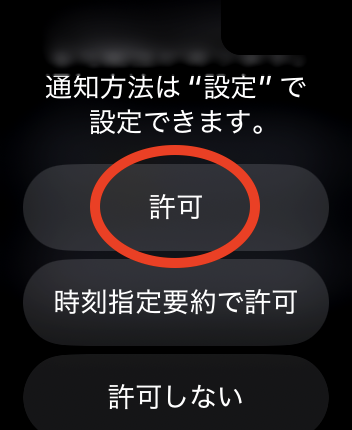 通知方法は “設定” で
設定できます。
許可
時刻指定要約で許可
許可しない